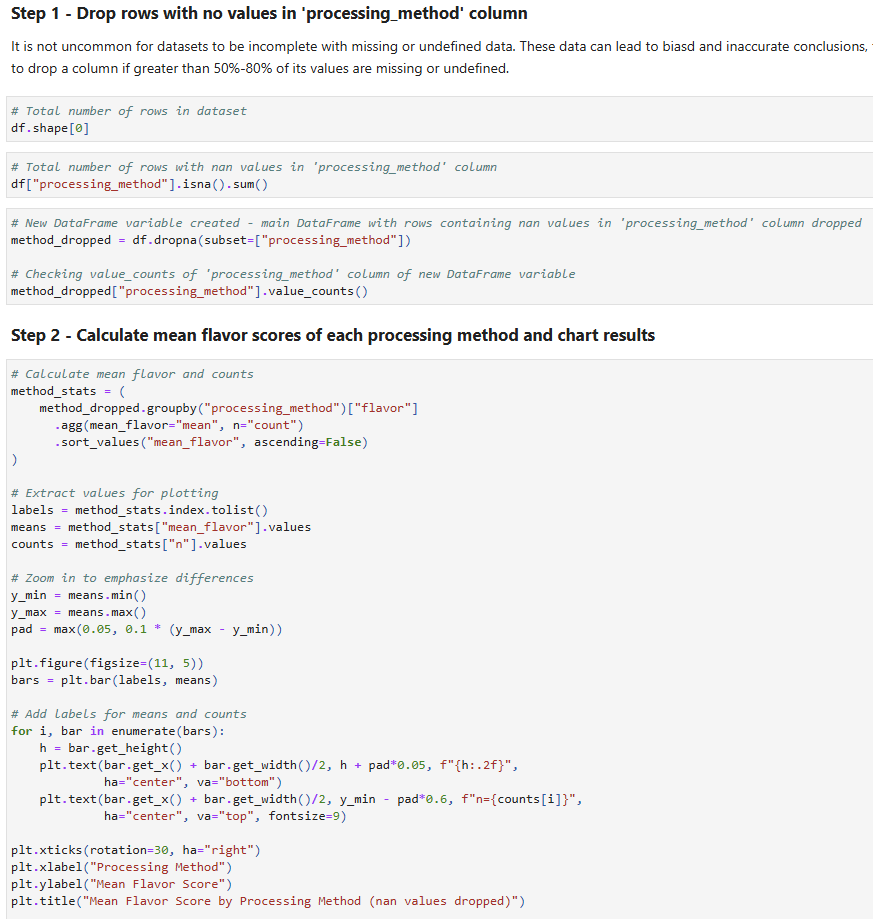 Step 1 - Drop rows with no values in 'processing_method' column
It is not uncommon for datasets to be incomplete with missing or undefined data. These data can lead to biasd and inaccurate conclusions,
to drop a column if greater than 50%-80% of its values are missing or undefined.
# Total number of rows in dataset
df.shape[0]
# Total number of rows with nan values in 'processing_method' column
df["processing_method"].isna().sum()
# New DataFrame variable created - main DataFrame with rows containing nan values in 'processing_method' column dropped
method_dropped = df.dropna(subset=["processing_method"])
# Checking value_counts of 'processing_method' column of new DataFrame variable
method_dropped["processing_method"].value_counts()
Step 2 - Calculate mean flavor scores of each processing method and chart results
# Calculate mean flavor and counts
method_stats = (
    method_dropped.groupby("processing_method")["flavor"]
      .agg(mean_flavor="mean", n="count")
      .sort_values("mean_flavor", ascending=False)
)
# Extract values for plotting
labels = method_stats.index.tolist()
means = method_stats["mean_flavor"].values
counts = method_stats["n"].values
# Zoom in to emphasize differences
y_min = means.min()
y_max = means.max()
pad = max(0.05, 0.1 * (y_max - y_min))
plt.figure(figsize=(11, 5))
bars = plt.bar(labels, means)
# Add labels for means and counts
for i, bar in enumerate(bars):
    h = bar.get_height()
    plt.text(bar.get_x() + bar.get_width()/2, h + pad*0.05, f"{h:.2f}",
             ha="center", va="bottom")
    plt.text(bar.get_x() + bar.get_width()/2, y_min - pad*0.6, f"n={counts[i]}",
             ha="center", va="top", fontsize=9)
plt.xticks(rotation=30, ha="right")
plt.xlabel("Processing Method")
plt.ylabel("Mean Flavor Score")
plt.title("Mean Flavor Score by Processing Method (nan values dropped)")